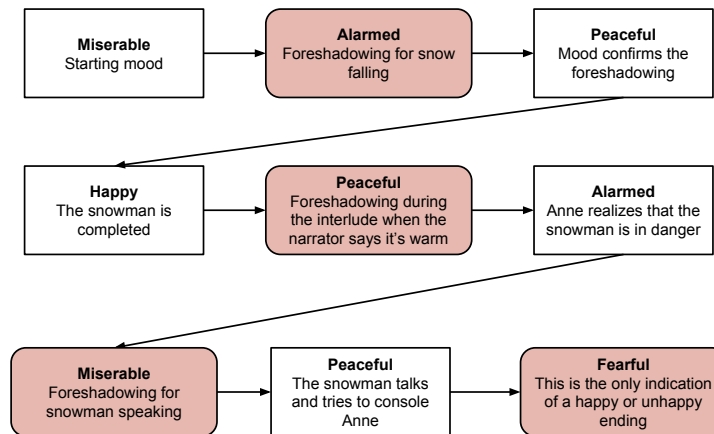 Miserable
Starting mood
Alarmed
Foreshadowing for snow
falling
Peaceful
Mood confirms the
foreshadowing
Happy
The snowman is
completed
Peaceful
Foreshadowing during
the interlude when the
narrator says it's warm
Alarmed
Anne realizes that the
snowman is in danger
Miserable
Foreshadowing for
snowman speaking
Peaceful
The snowman talks
and tries to console
Anne
Fearful
This is the only indication
of a happy or unhappy
ending